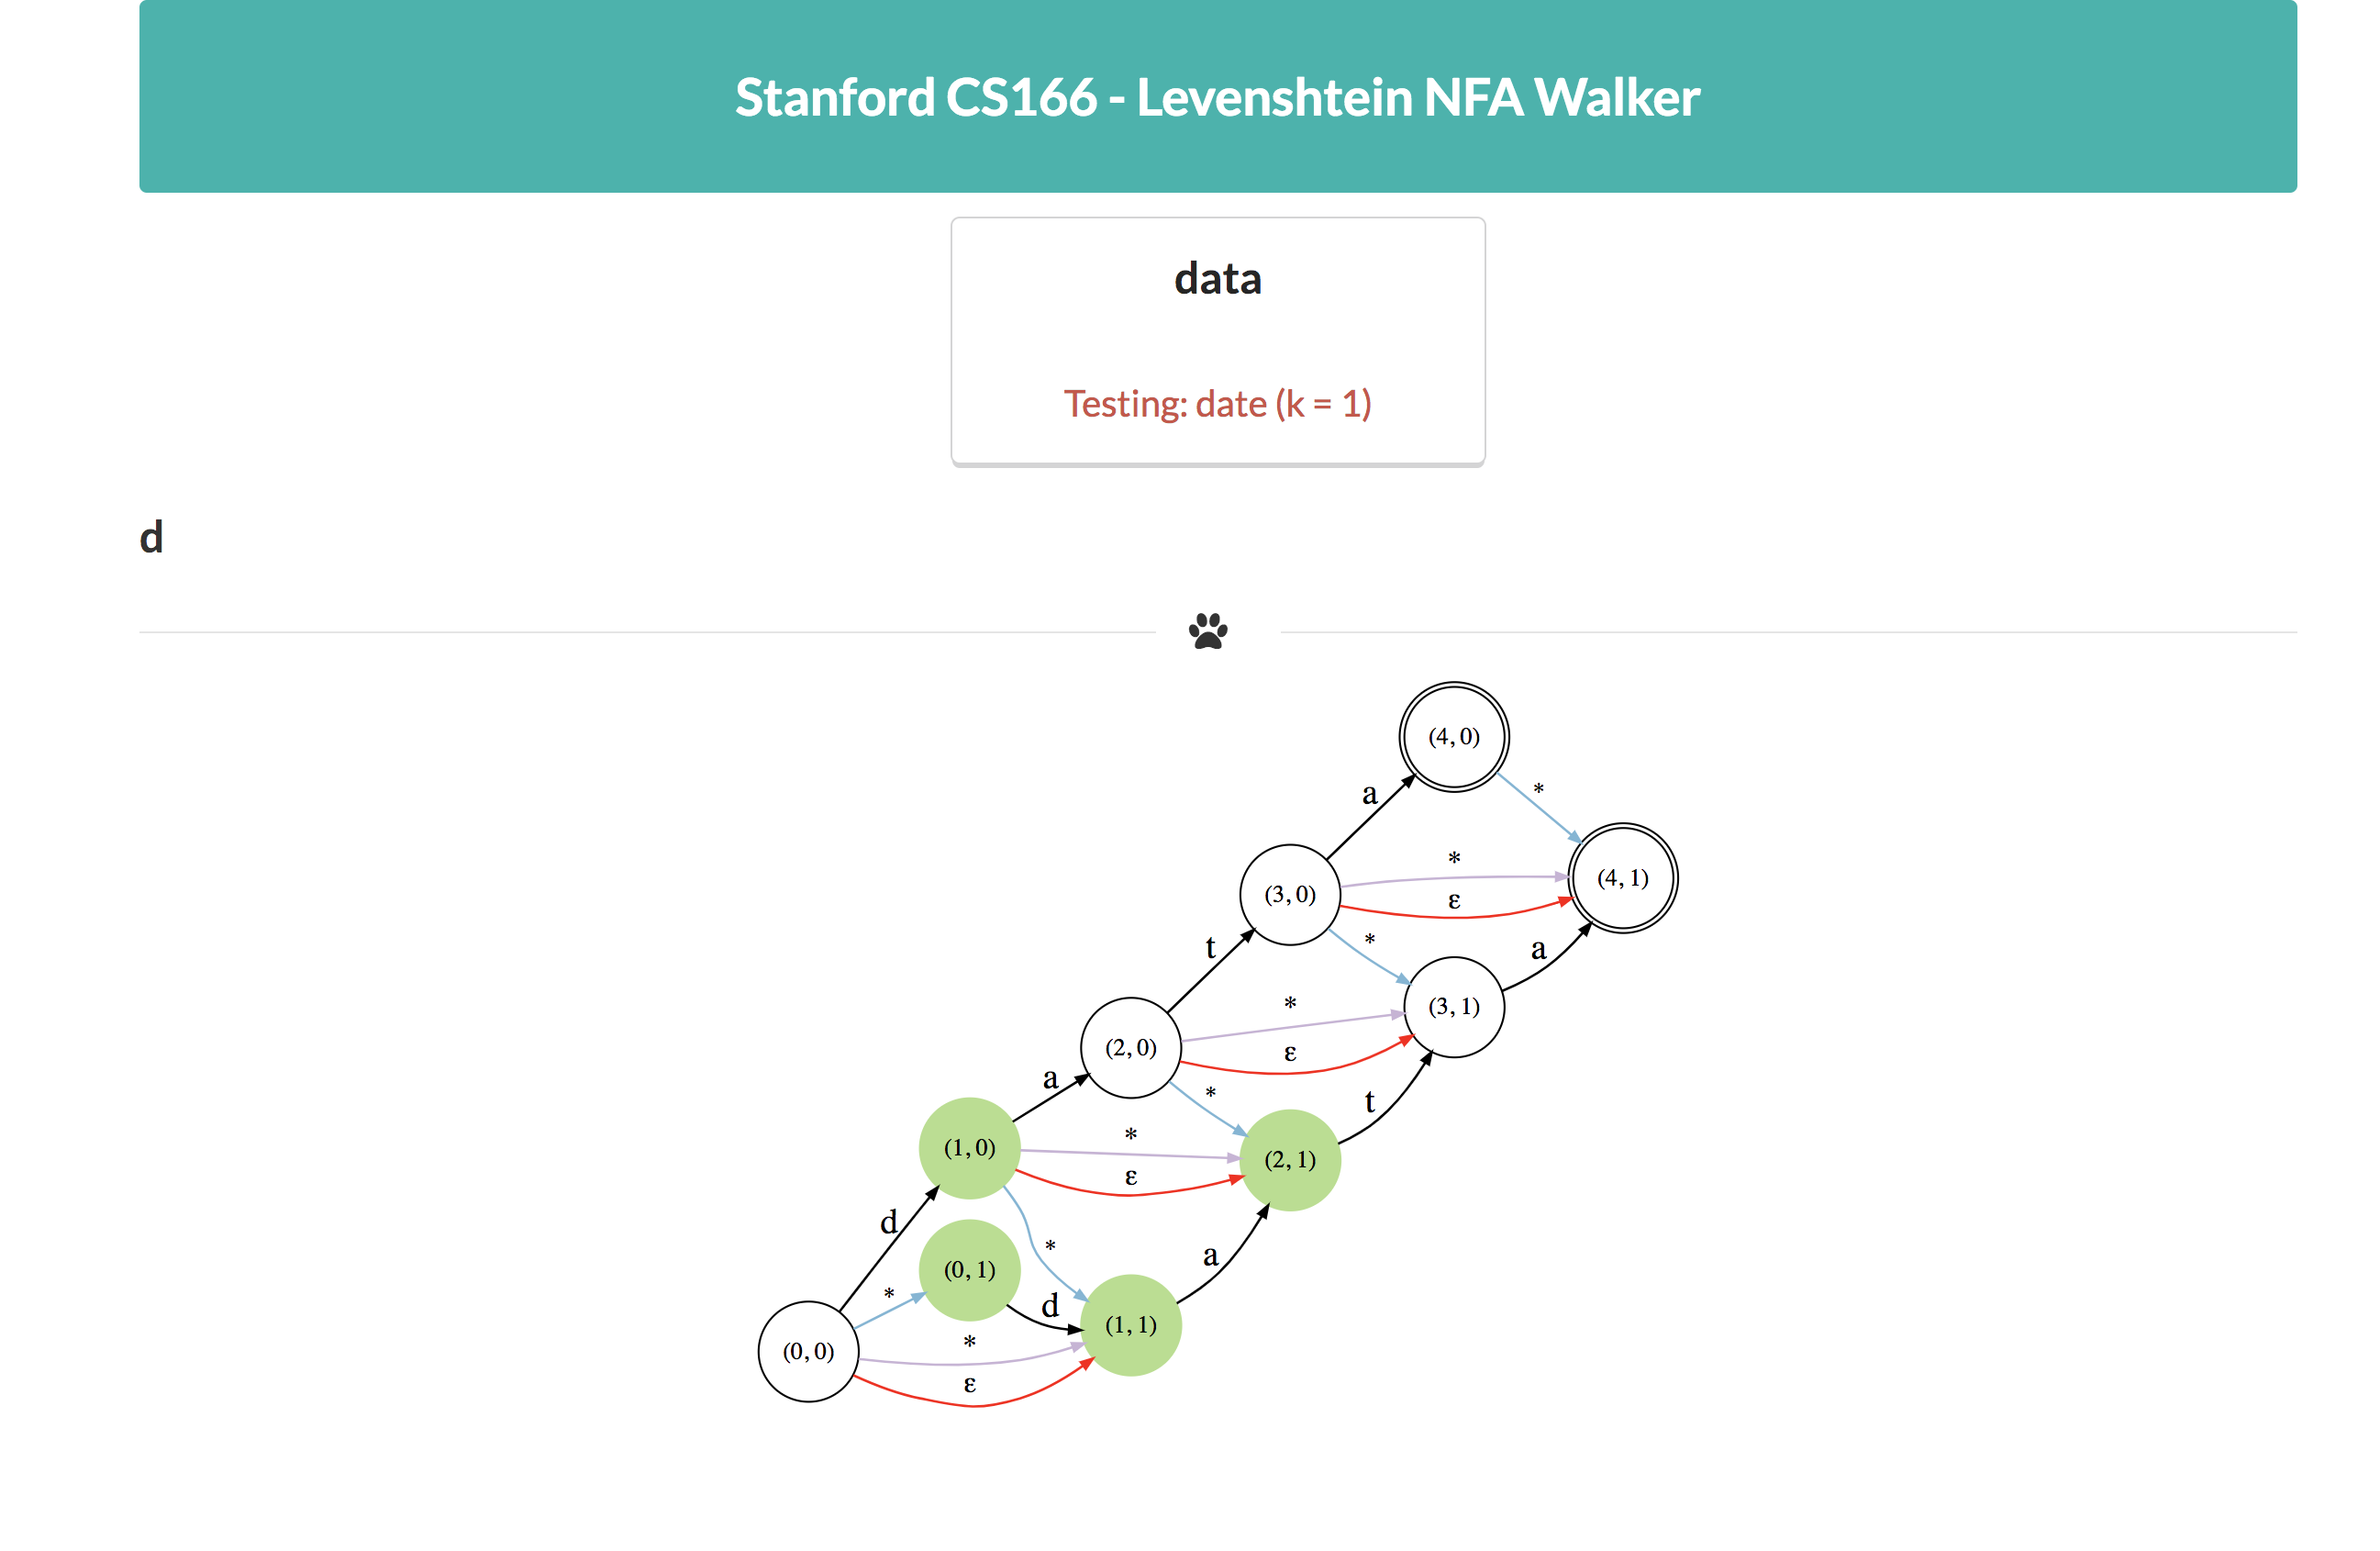 Stanford CS166 - Levenshtein NFA Walker
data
Testing: date (k = 1)
d
(4, 0)
*
a
*
(4, 1)
(3, 0)
ε
*
a
t
*
(3, 1)
(2, 0)
ε
a
*
t
*
(1, 0)
(2, 1)
ε
d
*
a
(0, 1)
*
d
(1, 1)
*
(0, 0)
ε